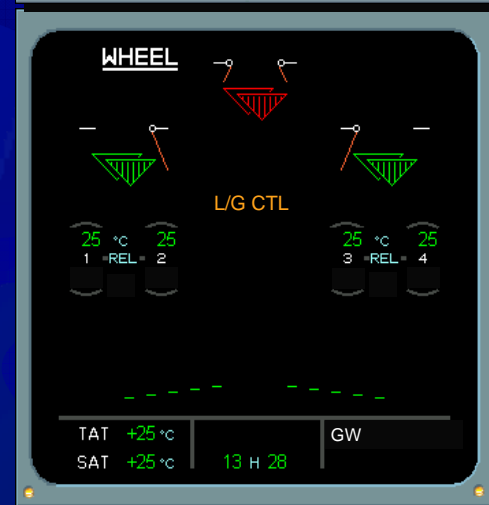 WHEEL
L/G CTL
25 °C 25
25 °C 25
1 REL 2
3 REL 4
TAT +25 °C
GW
SAT +25 °C
13 H 28